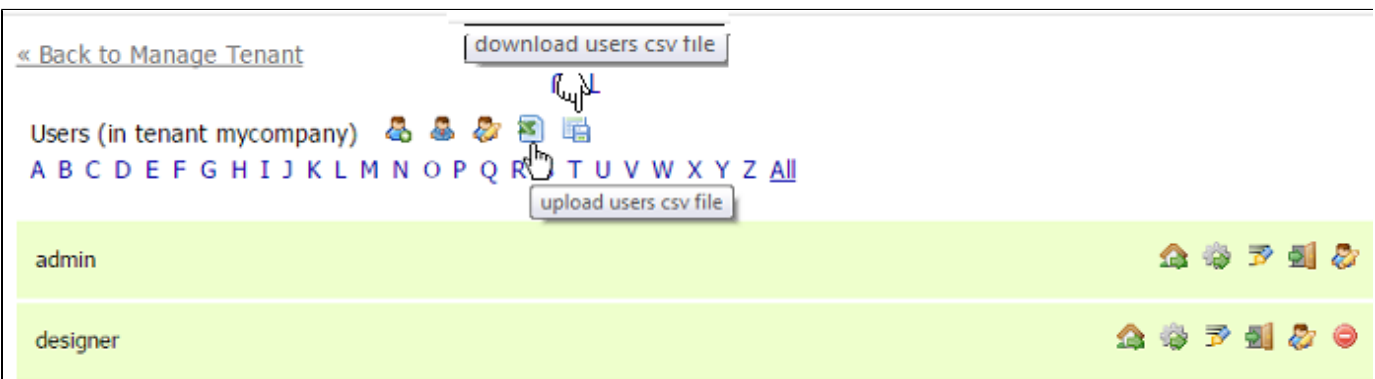 « Back to Manage Tenant
download users csv file
Users (in tenant mycompany)
A B C D E F G H I J K L M N O P Q R T U V W X Y Z All
upload users csv file
admin
designer